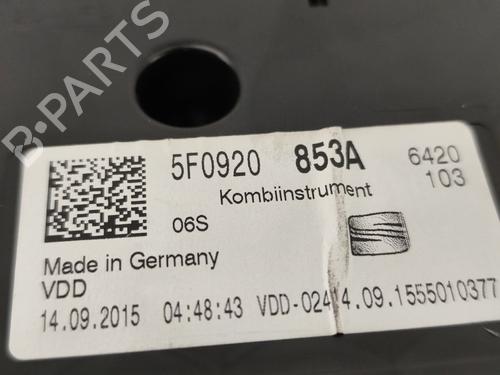 B-PARTS
5F0920 853A 6420
Kombiinstrument 103
06S
Made in Germany
VDD
14.09.2015 04:48:43 VDD-02414.09.1555010377